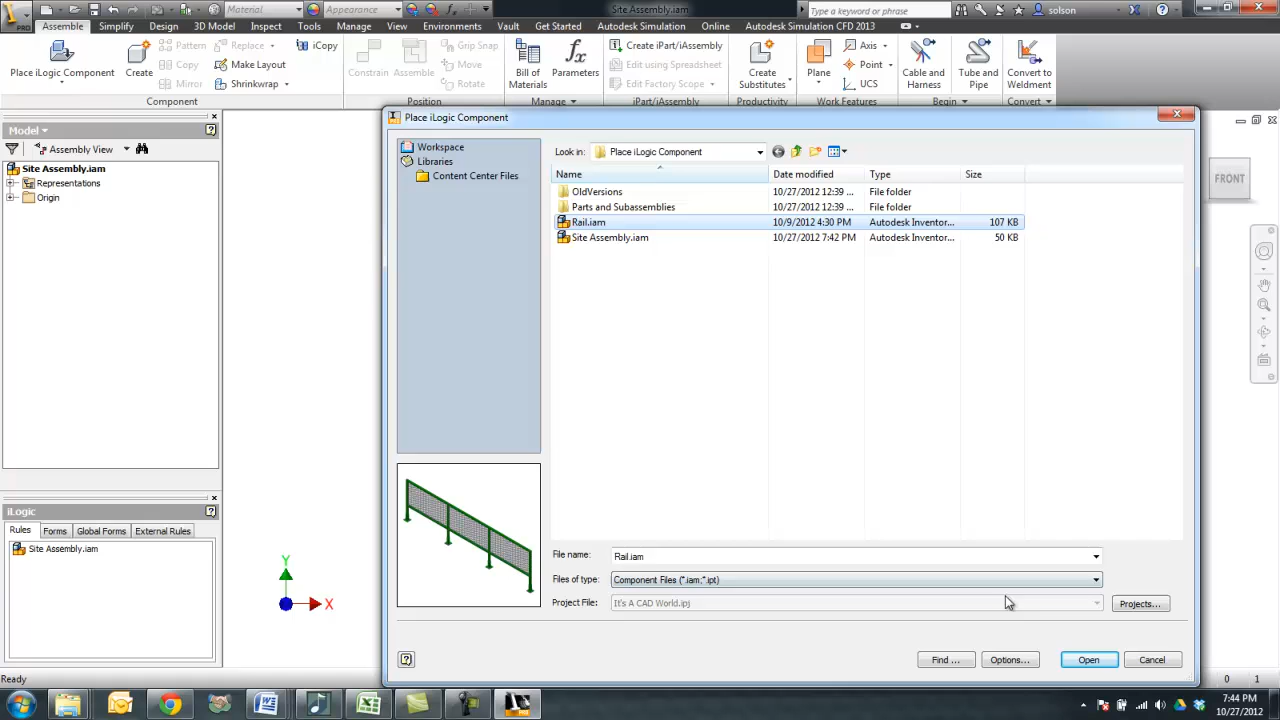 Material
Appearance
Site Assembly.iam
Type a keyword or phrase
solson
PRO
Assemble Simplify Design 3D Model Inspect Tools Manage View Environments Vault Get Started Autodesk Simulation Online Autodesk Simulation CFD 2013
Place iLogic Component
Create
Pattern
Copy
Mirror
Replace
Make Layout
Shrinkwrap
iCopy
Constrain
Assemble
Grip Snap
Move
Rotate
Bill of Materials
Parameters
Create iPart/iAssembly
Edit using Spreadsheet
Edit Factory Scope
Create Substitutes
Plane
Axis
Point
UCS
Cable and Harness
Tube and Pipe
Convert to Weldment
Component Position Manage iPart/iAssembly Productivity Work Features Begin Convert
Model
Assembly View
Site Assembly.iam
Representations
Origin
iLogic
Rules Forms Global Forms External Rules
Site Assembly.iam
Y
X
FRONT
Place iLogic Component
Workspace
Libraries
Content Center Files
Look in: Place iLogic Component
Name Date modified Type Size
OldVersions 10/27/2012 12:39 ... File folder
Parts and Subassemblies 10/27/2012 12:39 ... File folder
Rail.iam 10/9/2012 4:30 PM Autodesk Inventor... 107 KB
Site Assembly.iam 10/27/2012 7:42 PM Autodesk Inventor... 50 KB
File name: Rail.iam
Files of type: Component Files (*.iam;*.ipt)
Project File: It's A CAD World.ipj Projects...
Find ... Options... Open Cancel
Ready
0 1
7:44 PM
10/27/2012